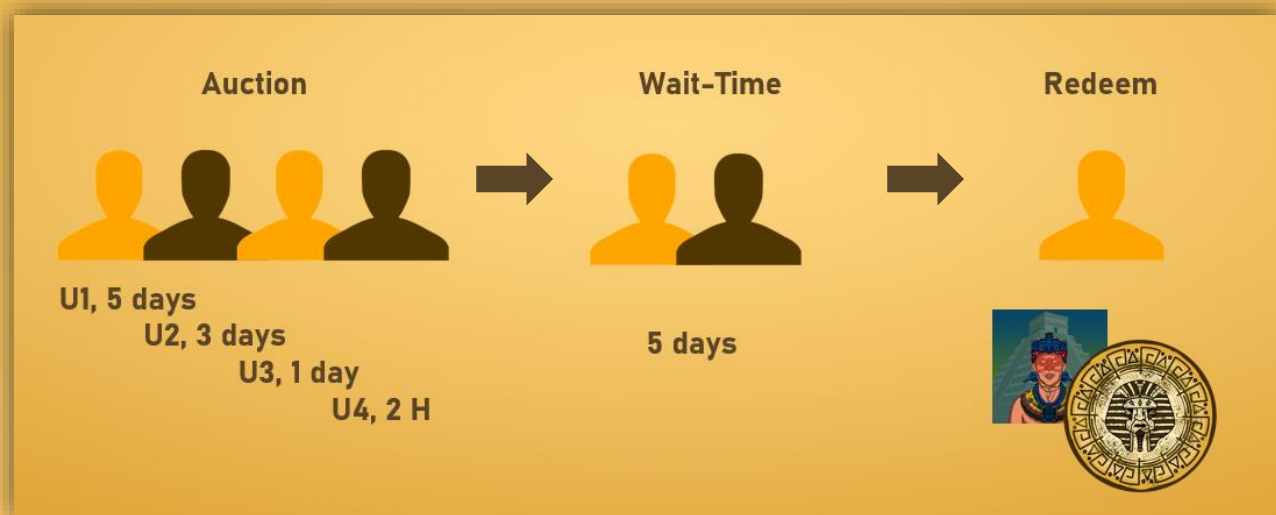 Auction
Wait-Time
Redeem
U1, 5 days
U2, 3 days
U3, 1 day
U4, 2 H
5 days